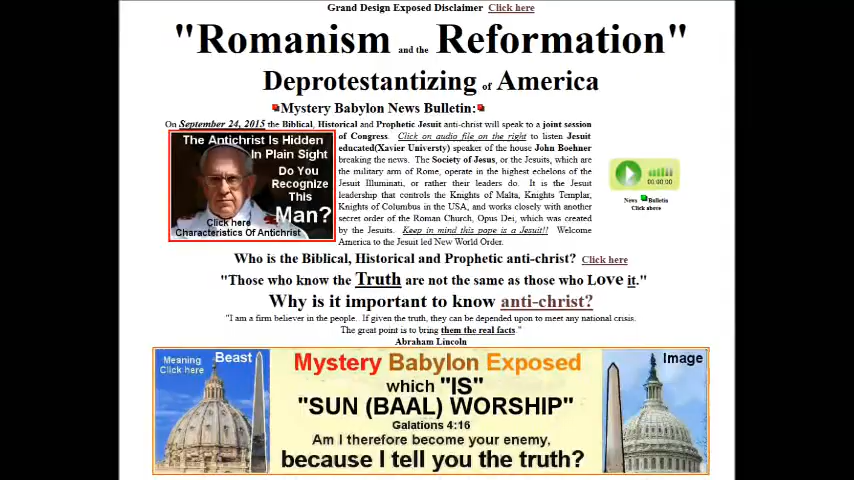 Grand Design Exposed Disclaimer Click here
"Romanism and the Reformation"
Deprotestantizing of America
Mystery Babylon News Bulletin:
On September 24, 2015 the Biblical, Historical and Prophetic Jesuit anti-christ will speak to a joint session
of Congress. Click on audio file on the right to listen Jesuit
educated(Xavier Universty) speaker of the house John Boehner
breaking the news. The Society of Jesus, or the Jesuits, which are
the military arm of Rome, operate in the highest echelons of the
Jesuit Illuminati, or rather their leaders do. It is the Jesuit
leadership that controls the Knights of Malta, Knights Templar,
Knights of Columbus in the USA, and works closely with another
secret order of the Roman Church, Opus Dei, which was created
by the Jesuits. Keep in mind this pope is a Jesuit!! Welcome
America to the Jesuit led New World Order.
The Antichrist Is Hidden
In Plain Sight
Do You
Recognize
This
Man?
Click here
Characteristics Of Antichrist
00:00:00
News Bulletin
Click above
Who is the Biblical, Historical and Prophetic anti-christ? Click here
"Those who know the Truth are not the same as those who Love it."
Why is it important to know anti-christ?
"I am a firm believer in the people. If given the truth, they can be depended upon to meet any national crisis.
The great point is to bring them the real facts."
Abraham Lincoln
Meaning
Click here
Beast
Mystery Babylon Exposed
which "IS"
"SUN (BAAL) WORSHIP"
Galations 4:16
Am I therefore become your enemy,
because I tell you the truth?
Image